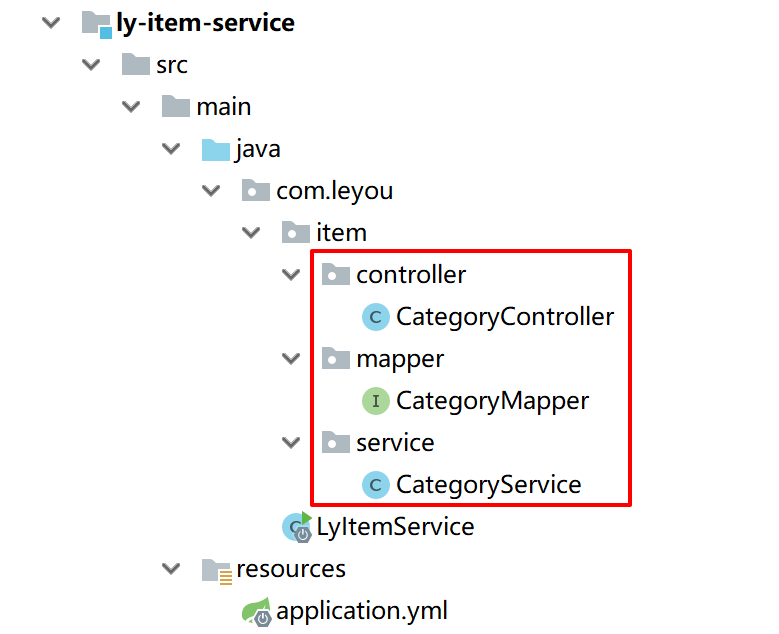 ly-item-service
src
main
java
com.leyou
item
controller
C CategoryController
mapper
I CategoryMapper
service
C CategoryService
C LyItemService
resources
application.yml